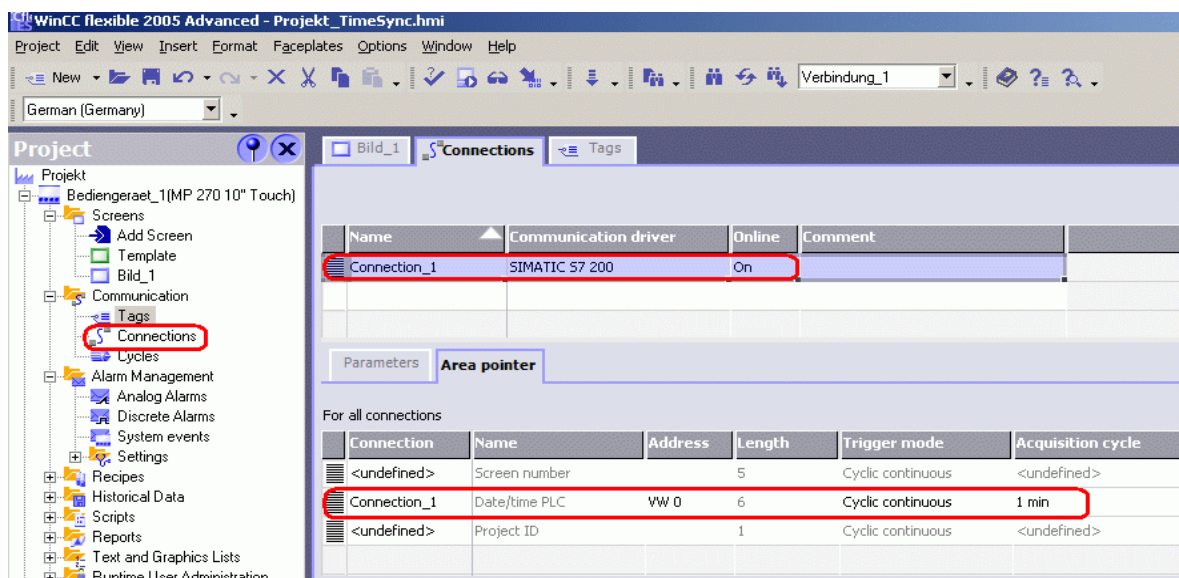 WinCC flexible 2005 Advanced - Projekt_TimeSync.hmi
Project Edit View Insert Format Faceplates Options Window Help
New Verbindung_1
German (Germany)
Project
Bild_1 Connections Tags
Projekt
Bediengeraet_1(MP 270 10" Touch)
Screens
Add Screen
Template
Bild_1
Communication
Tags
Connections
Cycles
Alarm Management
Analog Alarms
Discrete Alarms
System events
Settings
Recipes
Historical Data
Scripts
Reports
Text and Graphics Lists
Runtime User Administration
Name Communication driver Online Comment
Connection_1 SIMATIC S7 200 On
Parameters Area pointer
For all connections
Connection Name Address Length Trigger mode Acquisition cycle
<undefined> Screen number 5 Cyclic continuous <undefined>
Connection_1 Date/time PLC VW 0 6 Cyclic continuous 1 min
<undefined> Project ID 1 Cyclic continuous <undefined>